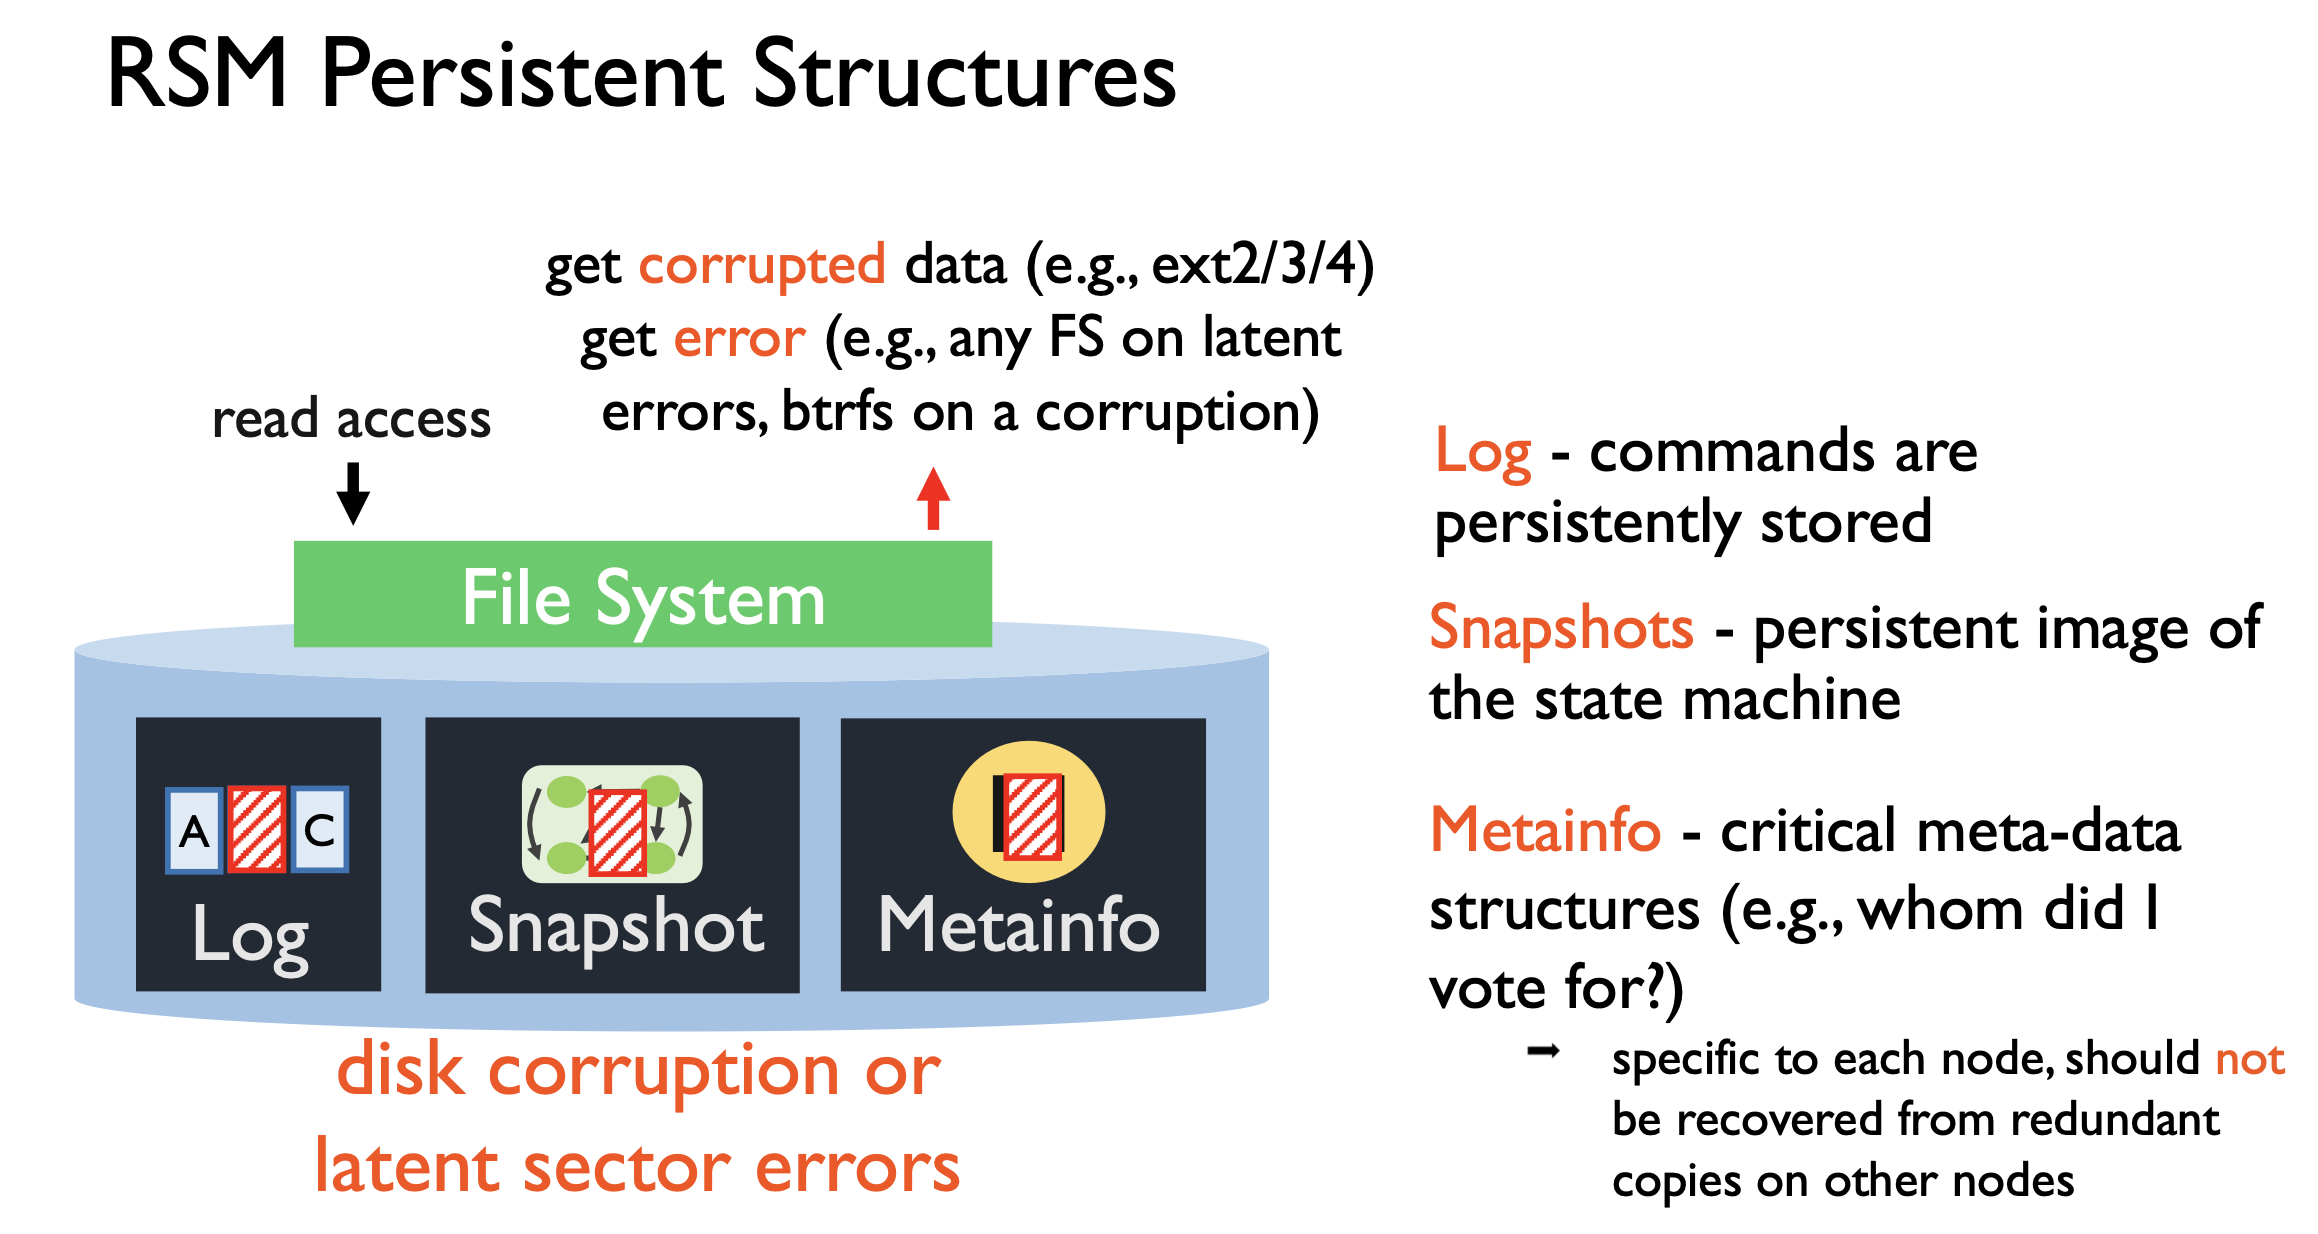 RSM Persistent Structures
get corrupted data (e.g., ext2/3/4)
get error (e.g., any FS on latent
errors, btrfs on a corruption)
read access
File System
A
C
Log
Snapshot
Metainfo
disk corruption or
latent sector errors
Log - commands are
persistently stored
Snapshots - persistent image of
the state machine
Metainfo - critical meta-data
structures (e.g., whom did I
vote for?)
specific to each node, should not
be recovered from redundant
copies on other nodes